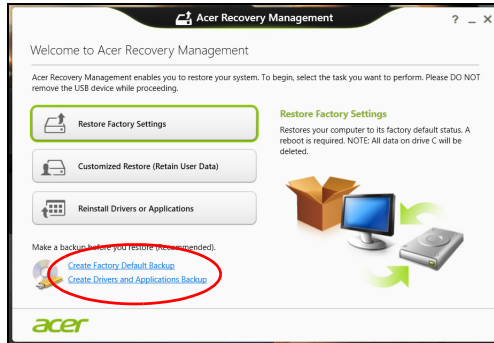 Acer Recovery Management
? _ X
Welcome to Acer Recovery Management
Acer Recovery Management enables you to restore your system. To begin, select the task you want to perform. Please DO NOT
remove the USB device while proceeding.
Restore Factory Settings
Customized Restore (Retain User Data)
Reinstall Drivers or Applications
Restore Factory Settings
Restores your computer to its factory default status. A
reboot is required. NOTE: All data on drive C will be
deleted.
Make a backup before you restore (Recommended).
Create Factory Default Backup
Create Drivers and Applications Backup
acer